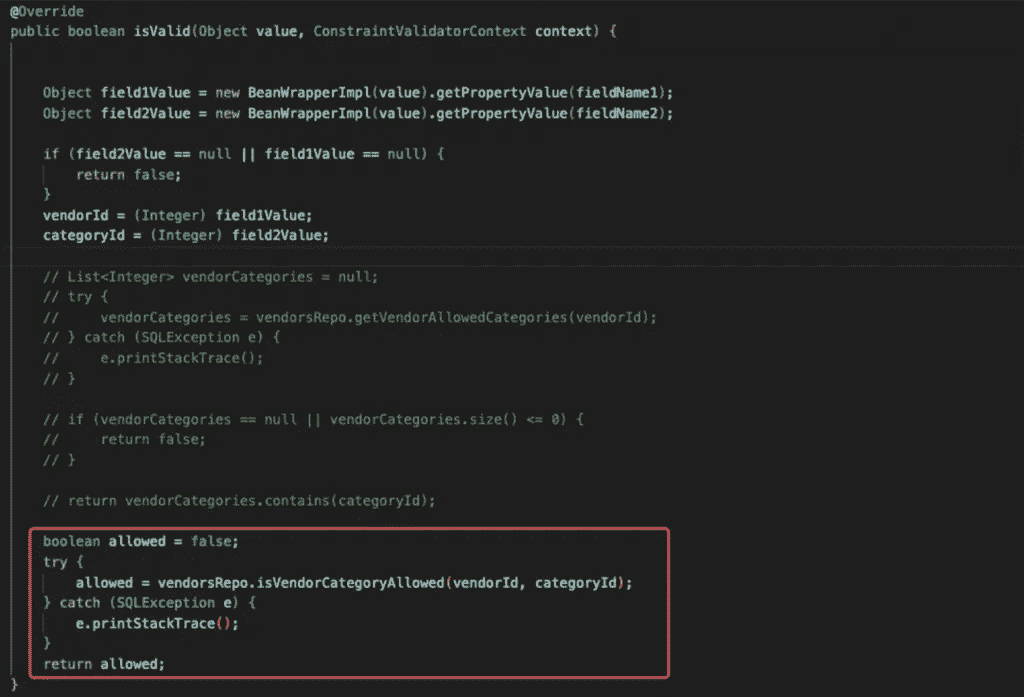 @Override
public boolean isValid(Object value, ConstraintValidatorContext context) {
Object field1Value = new BeanWrapperImpl(value).getPropertyValue(fieldName1);
Object field2Value = new BeanWrapperImpl(value).getPropertyValue(fieldName2);
if (field2Value == null || field1Value == null) {
return false;
}
vendorId = (Integer) field1Value;
categoryId = (Integer) field2Value;
// List<Integer> vendorCategories = null;
// try {
// vendorCategories = vendorsRepo.getVendorAllowedCategories(vendorId);
// } catch (SQLException e) {
// e.printStackTrace();
// }
// if (vendorCategories == null || vendorCategories.size() <= 0) {
// return false;
// }
// return vendorCategories.contains(categoryId);
boolean allowed = false;
try {
allowed = vendorsRepo.isVendorCategoryAllowed(vendorId, categoryId);
} catch (SQLException e) {
e.printStackTrace();
}
return allowed;
}